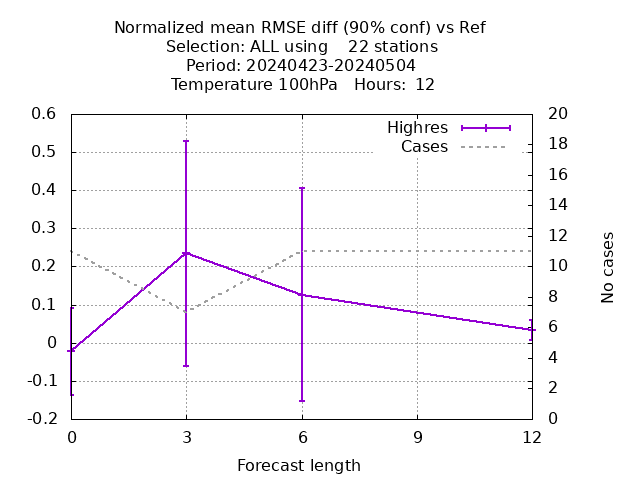 Normalized mean RMSE diff (90% conf) vs Ref
Selection: ALL using    22 stations
Period: 20240423-20240504
Temperature 100hPa   Hours:  12
Highres
Cases
0.6
0.5
0.4
0.3
0.2
0.1
0
-0.1
-0.2
20
18
16
14
12
10
8
6
4
2
0
No cases
0 3 6 9 12
Forecast length